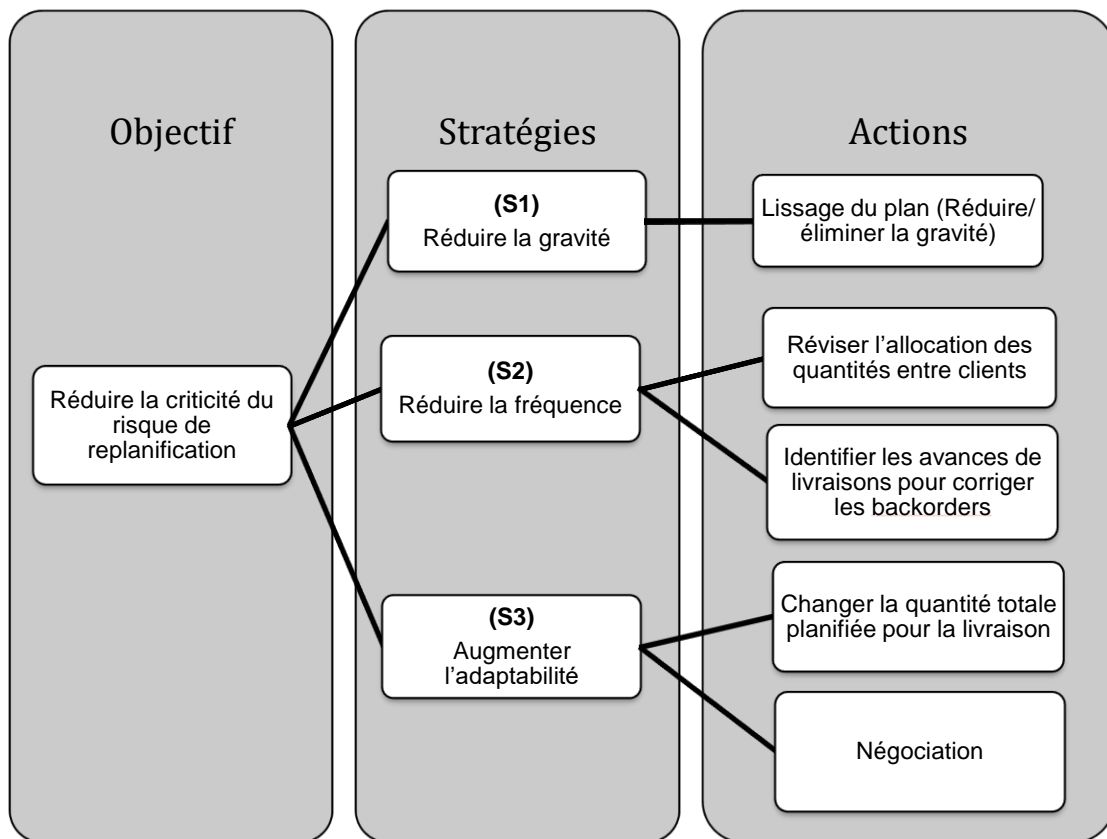 Objectif
Stratégies
Actions
(S1)
Réduire la gravité
Lissage du plan (Réduire/
éliminer la gravité)
Réduire la criticité du
risque de
replanification
(S2)
Réduire la fréquence
Réviser l’allocation des
quantités entre clients
Identifier les avances de
livraisons pour corriger
les backorders
(S3)
Augmenter
l’adaptabilité
Changer la quantité totale
planifiée pour la livraison
Négociation